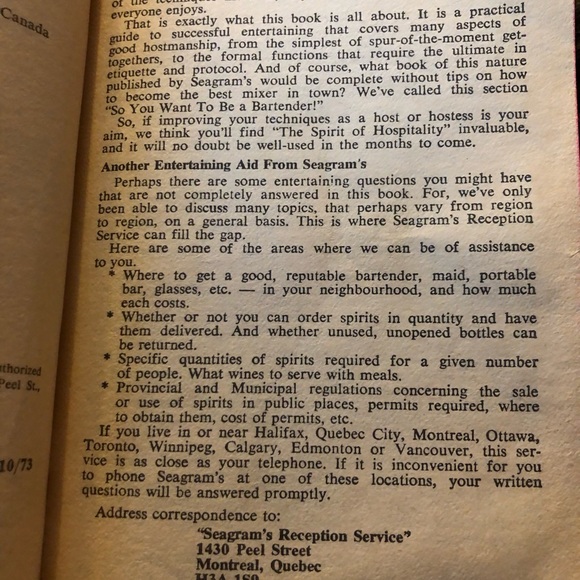 Canada
uthorized
Peel St.,
10/73
of the
everyone enjoys.
That is exactly what this book is all about. It is a practical
guide to successful entertaining that covers many aspects of
good hostmanship, from the simplest of spur-of-the-moment get-
togethers, to the formal functions that require the ultimate in
etiquette and protocol. And of course, what book of this nature
published by Seagram's would be complete without tips on how
to become the best mixer in town? We've called this section
"So You Want To Be a Bartender!"
So, if improving your techniques as a host or hostess is your
aim, we think you'll find "The Spirit of Hospitality" invaluable,
and it will no doubt be well-used in the months to come.
Another Entertaining Aid From Seagram's
Perhaps there are some entertaining questions you might have
that are not completely answered in this book. For, we've only
been able to discuss many topics, that perhaps vary from region
to region, on a general basis. This is where Seagram's Reception
Service can fill the gap.
Here are some of the areas where we can be of assistance
to you.
* Where to get a good, reputable bartender, maid, portable
bar, glasses, etc. — in your neighbourhood, and how much
each costs.
* Whether or not you can order spirits in quantity and have
them delivered. And whether unused, unopened bottles can
be returned.
* Specific quantities of spirits required for a given number
of people. What wines to serve with meals.
* Provincial and Municipal regulations concerning the sale
or use of spirits in public places, permits required, where
to obtain them, cost of permits, etc.
If you live in or near Halifax, Quebec City, Montreal, Ottawa,
Toronto, Winnipeg, Calgary, Edmonton or Vancouver, this ser-
vice is as close as your telephone. If it is inconvenient for you
to phone Seagram's at one of these locations, your written
questions will be answered promptly.
Address correspondence to:
"Seagram's Reception Service"
1430 Peel Street
Montreal, Quebec
H3A 1S9